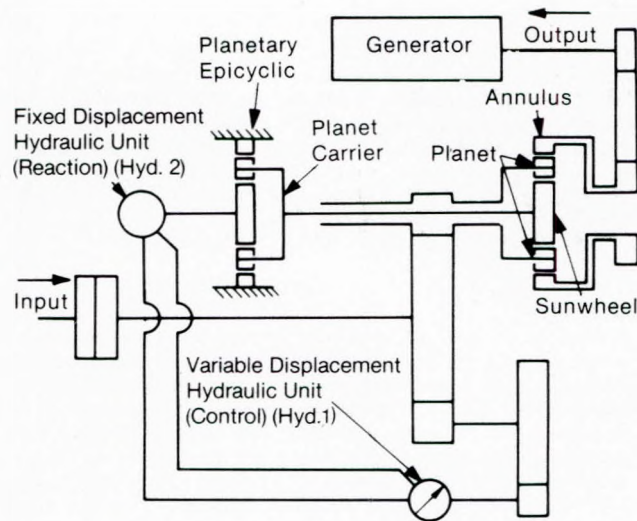 Planetary
Epicyclic
Generator
Output
Annulus
Fixed Displacement
Hydraulic Unit
(Reaction) (Hyd. 2)
Planet
Carrier
Planet
Input
Sunwheel
Variable Displacement
Hydraulic Unit
(Control) (Hyd.1)